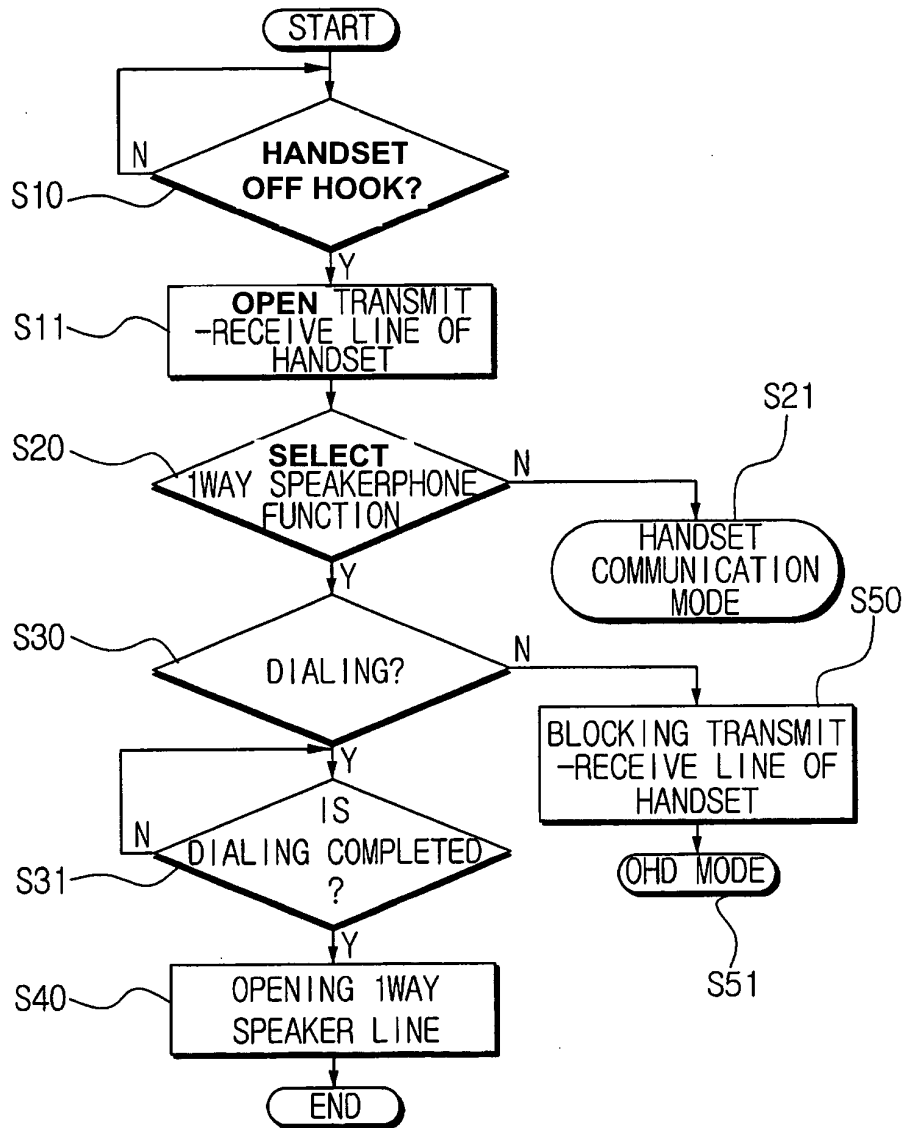 START
N
HANDSET
OFF HOOK?
S10
Y
OPEN TRANSMIT
-RECEIVE LINE OF
HANDSET
S11
S21
S20
SELECT
1WAY SPEAKERPHONE
FUNCTION
N
HANDSET
COMMUNICATION
MODE
Y
S50
S30
DIALING?
N
BLOCKING TRANSMIT
-RECEIVE LINE OF
HANDSET
Y
IS
DIALING COMPLETED
?
N
S31
OHD MODE
S51
Y
S40
OPENING 1WAY
SPEAKER LINE
END